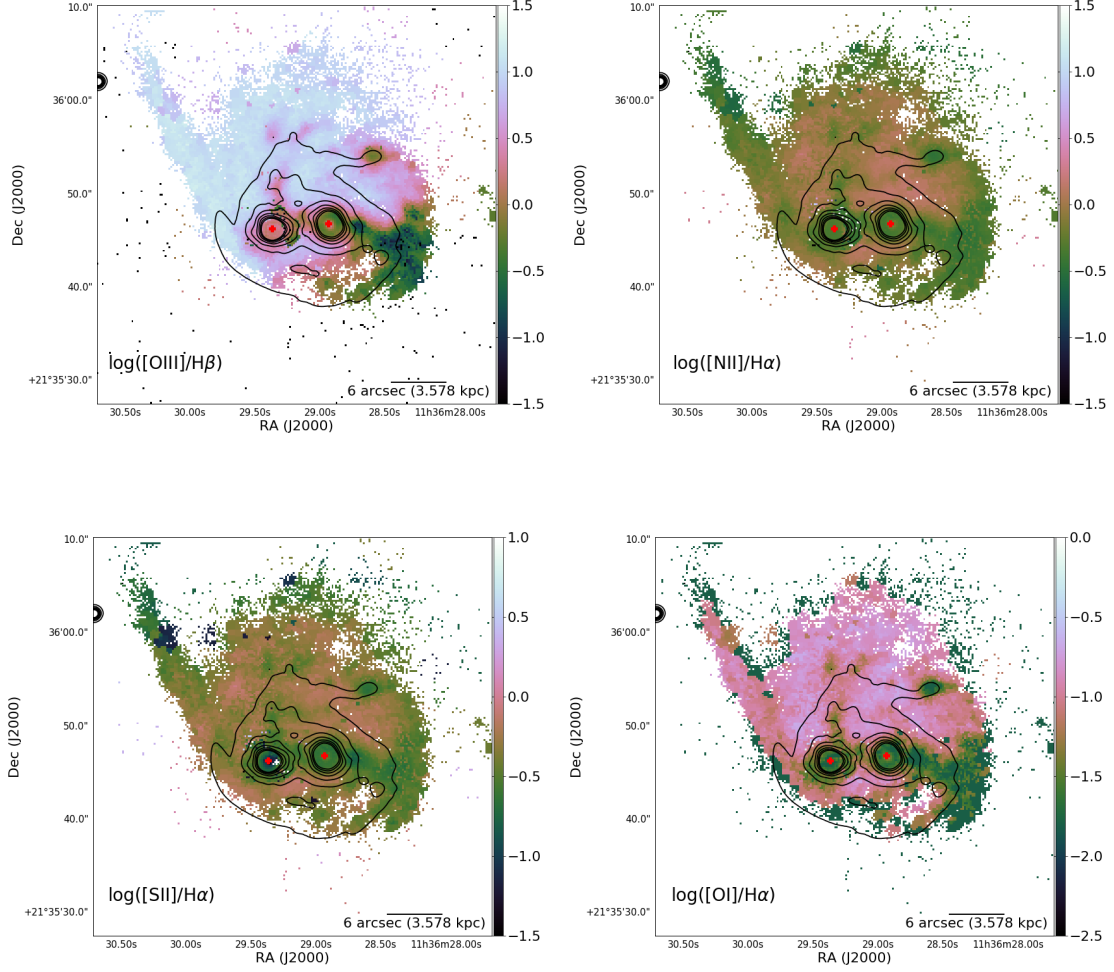 10.0"
36'00.0"
50.0"
40.0"
+21°35'30.0"
Dec (J2000)
log([OIII]/Hβ)
6 arcsec (3.578 kpc)
30.50s 30.00s 29.50s 29.00s 28.50s 11h36m28.00s
RA (J2000)
1.5
1.0
0.5
0.0
−0.5
−1.0
−1.5
10.0"
36'00.0"
50.0"
40.0"
+21°35'30.0"
Dec (J2000)
log([NII]/Hα)
6 arcsec (3.578 kpc)
30.50s 30.00s 29.50s 29.00s 28.50s 11h36m28.00s
RA (J2000)
1.5
1.0
0.5
0.0
−0.5
−1.0
−1.5
10.0"
36'00.0"
50.0"
40.0"
+21°35'30.0"
Dec (J2000)
log([SII]/Hα)
6 arcsec (3.578 kpc)
30.50s 30.00s 29.50s 29.00s 28.50s 11h36m28.00s
RA (J2000)
1.0
0.5
0.0
−0.5
−1.0
−1.5
10.0"
36'00.0"
50.0"
40.0"
+21°35'30.0"
Dec (J2000)
log([OI]/Hα)
6 arcsec (3.578 kpc)
30.50s 30.00s 29.50s 29.00s 28.50s 11h36m28.00s
RA (J2000)
0.0
−0.5
−1.0
−1.5
−2.0
−2.5